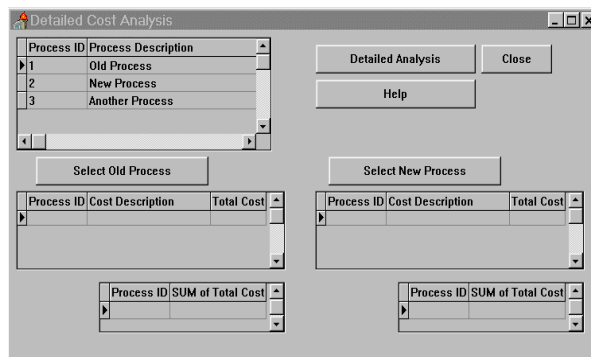 Detailed Cost Analysis
Process ID Process Description
1 Old Process
2 New Process
3 Another Process
Detailed Analysis
Close
Help
Select Old Process
Select New Process
Process ID Cost Description Total Cost
Process ID Cost Description Total Cost
Process ID SUM of Total Cost
Process ID SUM of Total Cost